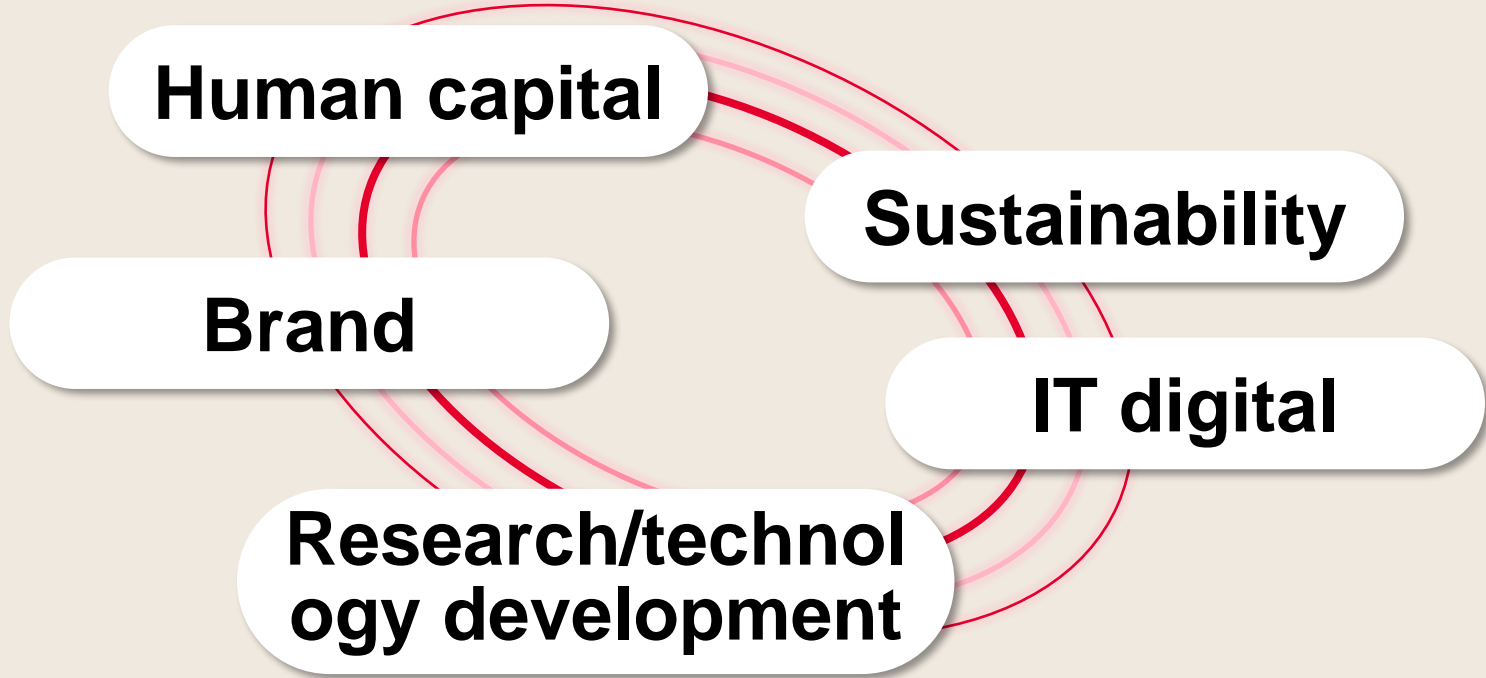 Human capital
Sustainability
Brand
IT digital
Research/technol
ogy development